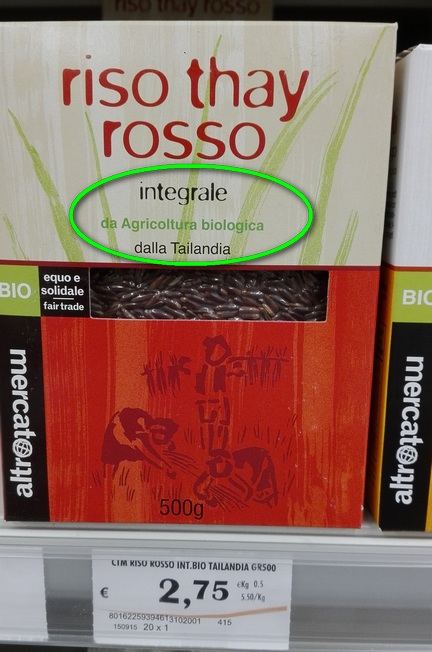 riso thay rosso
riso thay
rosso
integrale
da Agricoltura biologica
dalla Tailandia
BIO
equo e
solidale
fair trade
BIO
altromercato
altromercato
500g
CTM RISO ROSSO INT.BIO TAILANDIA GR500
€ 2,75
€Kg 0.5
5.50/Kg
8016225939461310200 1
150915 20 x 1 415